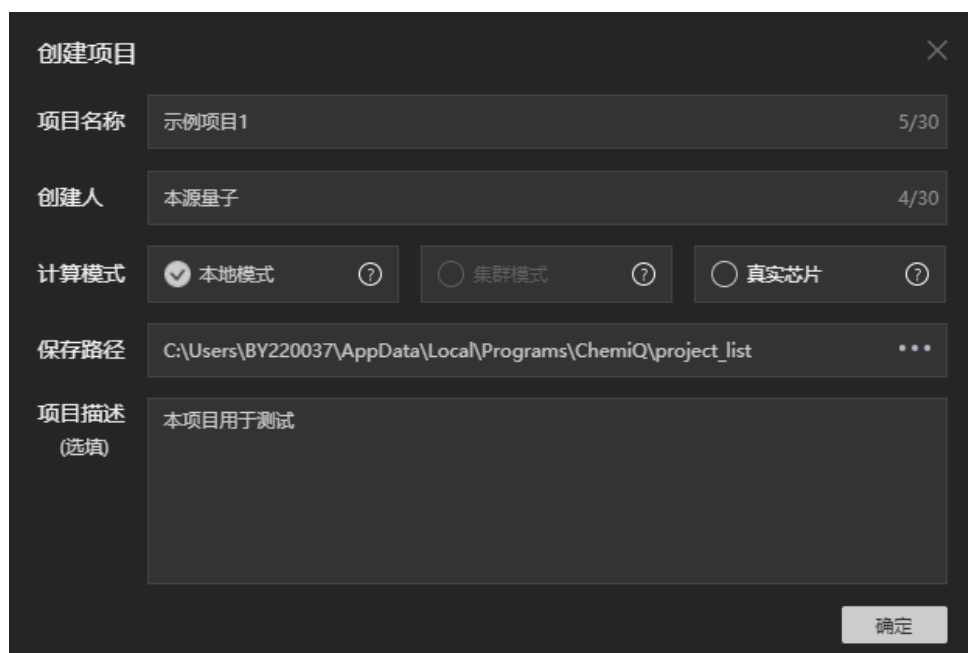 创建项目
项目名称 示例项目1 5/30
创建人 本源量子 4/30
计算模式 本地模式 ? 集群模式 ? 真实芯片 ?
保存路径 C:\Users\BY220037\AppData\Local\Programs\ChemiQ\project_list •••
项目描述 本项目用于测试
(选填)
确定